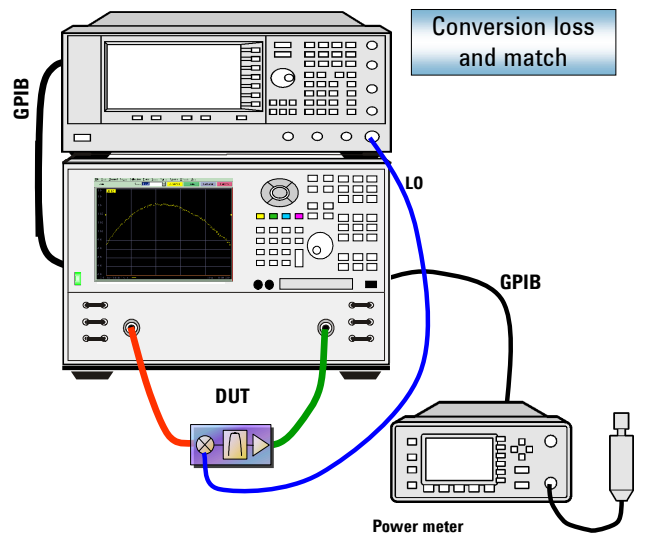 Conversion loss
and match
GPIB
LO
GPIB
DUT
Power meter